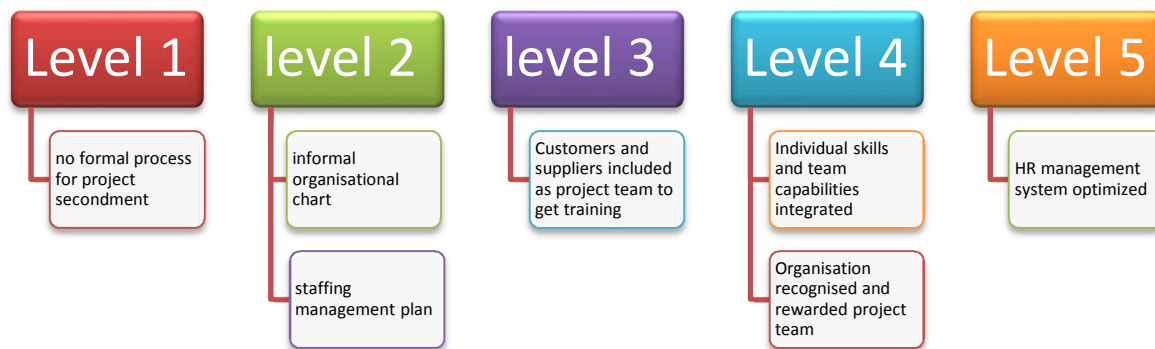 Level 1
no formal process
for project
secondment
level 2
informal
organisational
chart
staffing
management plan
level 3
Customers and
suppliers included
as project team to
get training
Level 4
Individual skills
and team
capabilities
integrated
Organisation
recognised and
rewarded project
team
Level 5
HR management
system optimized